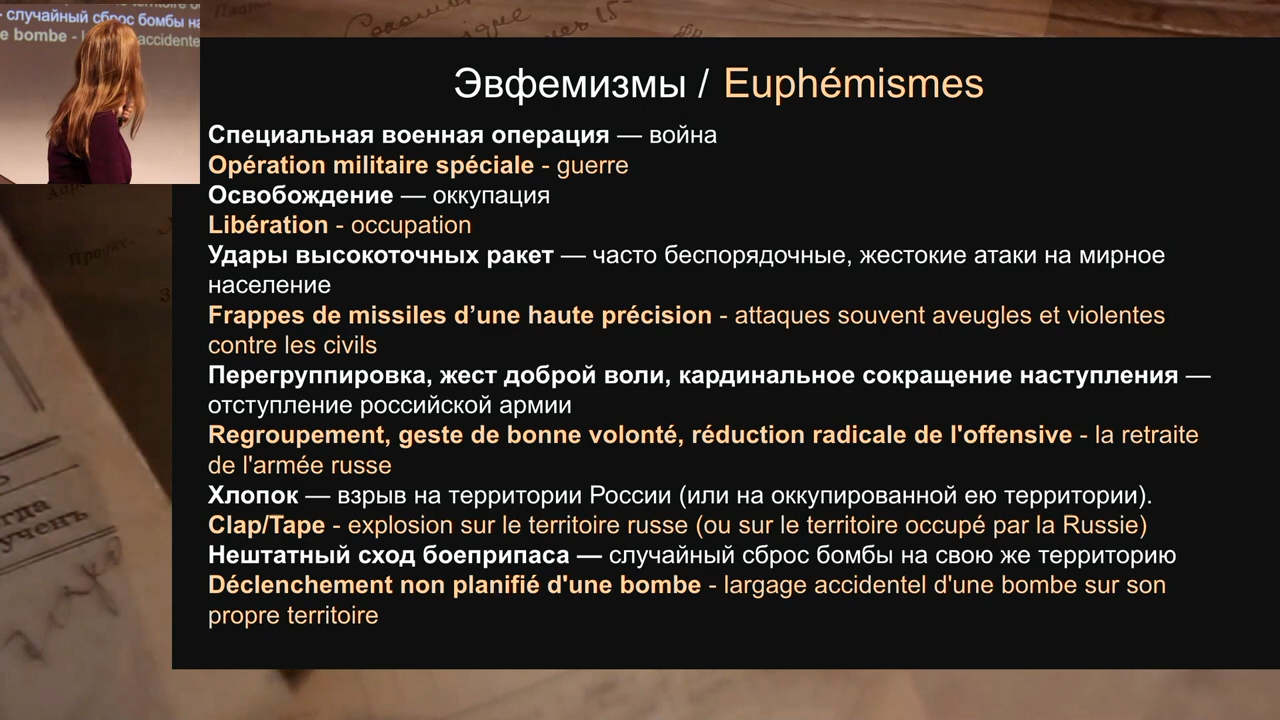 случайный сброс бомбы на
e bombe - l accidente
Эвфемизмы / Euphémismes
Специальная военная операция — война
Opération militaire spéciale - guerre
Освобождение — оккупация
Libération - occupation
Удары высокоточных ракет — часто беспорядочные, жестокие атаки на мирное
население
Frappes de missiles d’une haute précision - attaques souvent aveugles et violentes
contre les civils
Перегруппировка, жест доброй воли, кардинальное сокращение наступления —
отступление российской армии
Regroupement, geste de bonne volonté, réduction radicale de l'offensive - la retraite
de l'armée russe
Хлопок — взрыв на территории России (или на оккупированной ею территории).
Clap/Tape - explosion sur le territoire russe (ou sur le territoire occupé par la Russie)
Нештатный сход боеприпаса — случайный сброс бомбы на свою же территорию
Déclenchement non planifié d'une bombe - largage accidentel d'une bombe sur son
propre territoire